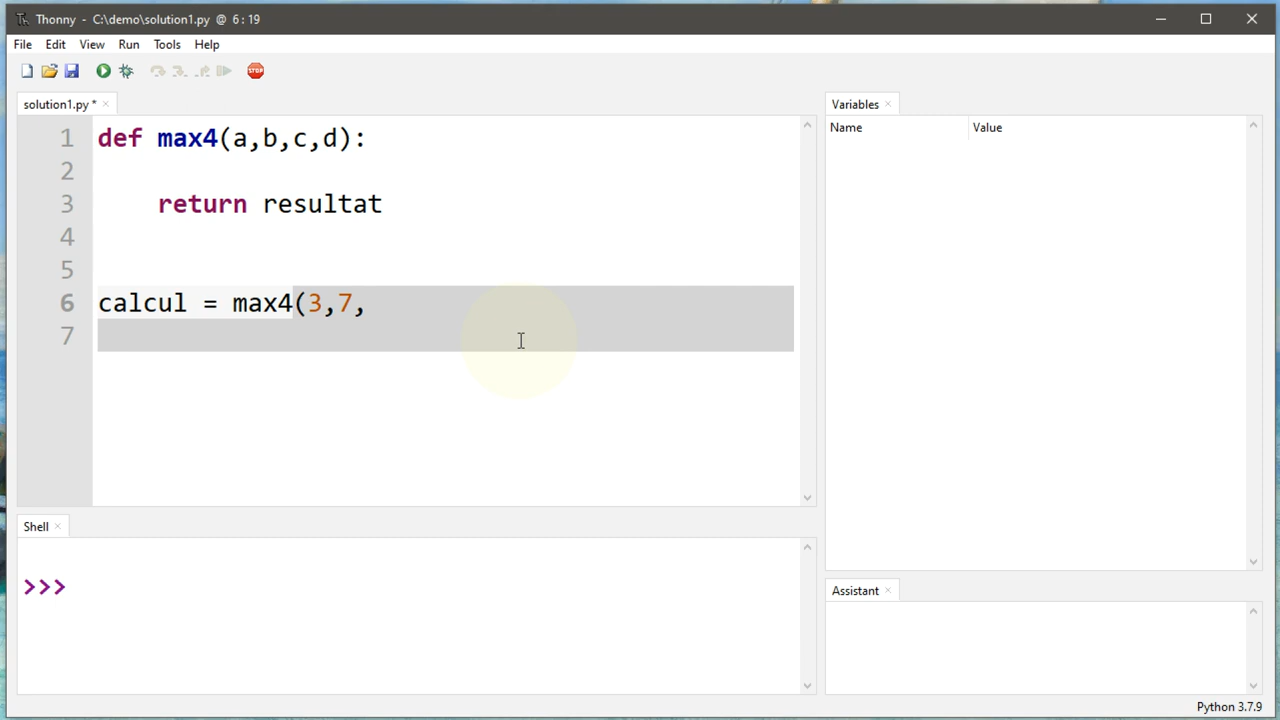 Thonny - C:\demo\solution1.py @ 6 : 19
File Edit View Run Tools Help
STOP
solution1.py *
1 def max4(a,b,c,d):
2
3 return resultat
4
5
6 calcul = max4(3,7,
7
Shell
>>>
Variables
Name Value
Assistant
Python 3.7.9